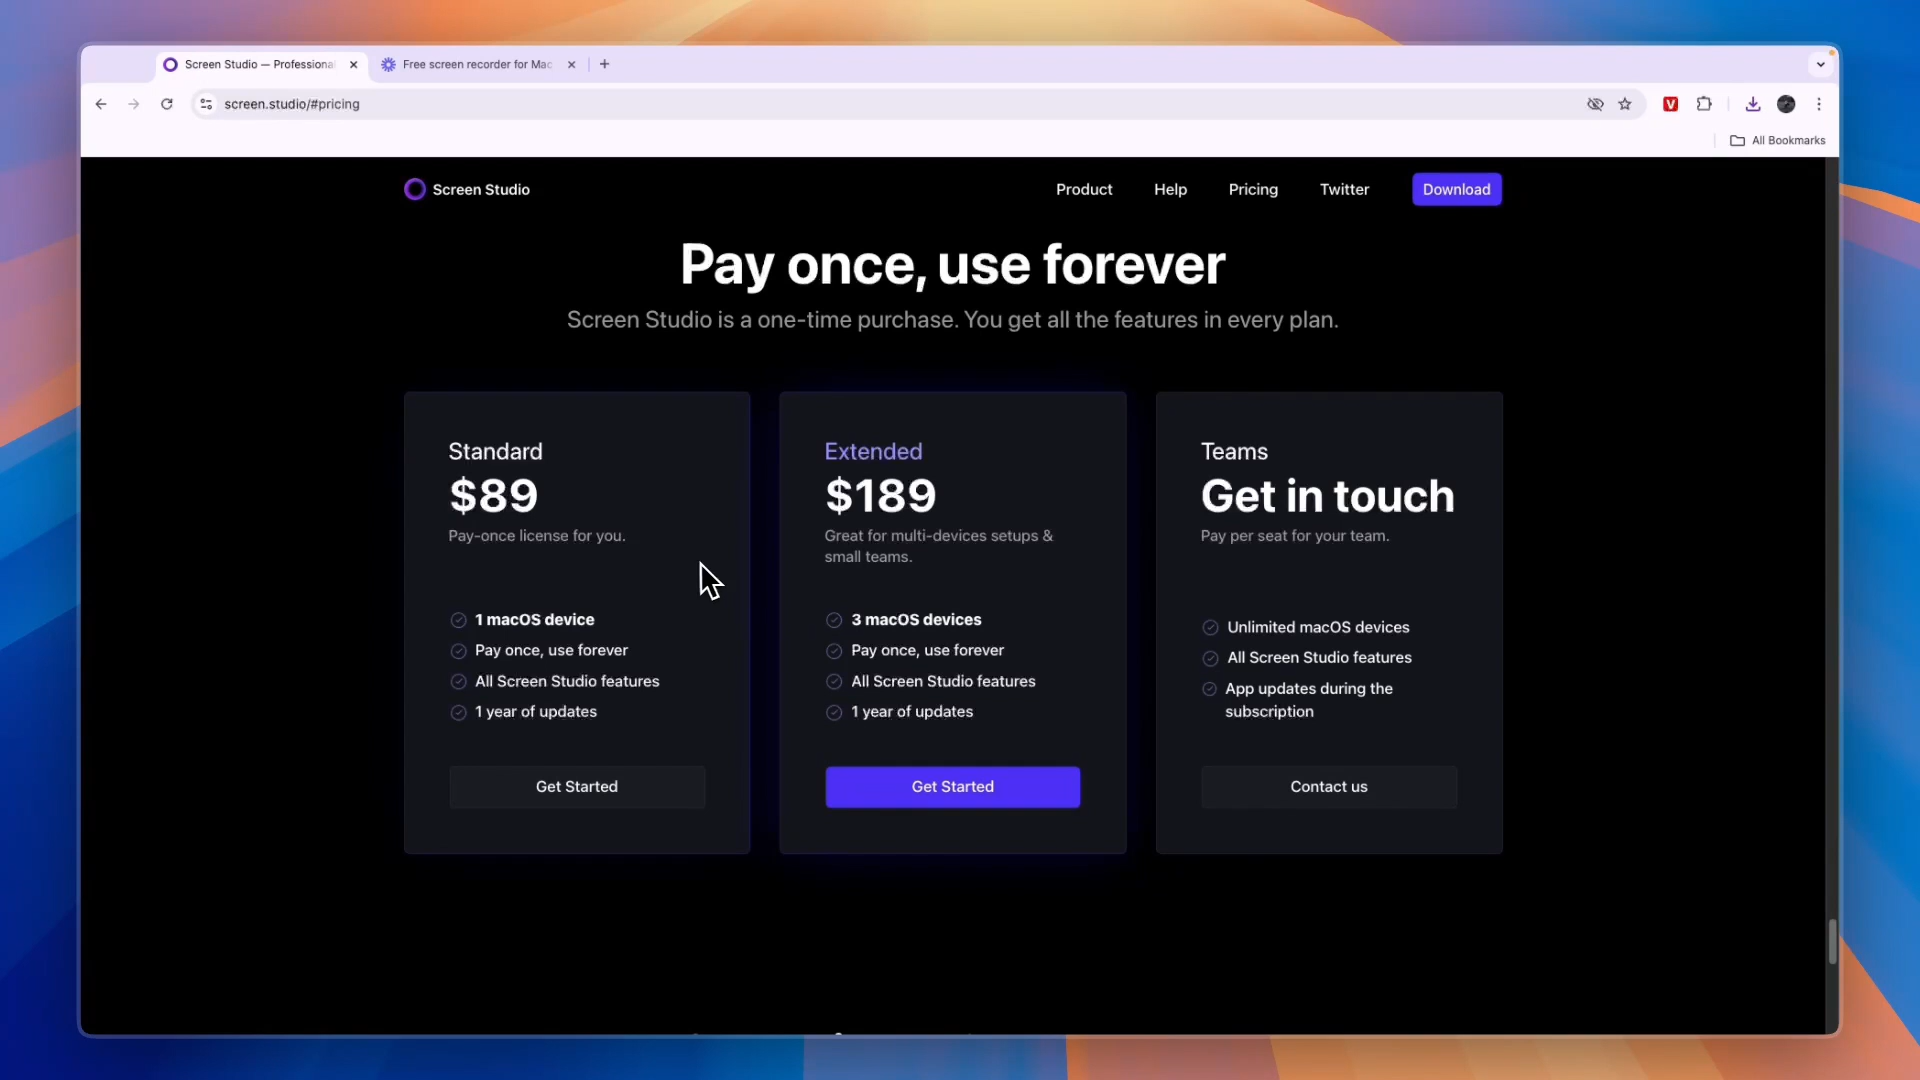 Screen Studio — Professiona
Free screen recorder for Mac
screen.studio/#pricing
V
All Bookmarks
Screen Studio
Product
Help
Pricing
Twitter
Download
Pay once, use forever
Screen Studio is a one-time purchase. You get all the features in every plan.
Standard
$89
Pay-once license for you.
1 macOS device
Pay once, use forever
All Screen Studio features
1 year of updates
Get Started
Extended
$189
Great for multi-devices setups &
small teams.
3 macOS devices
Pay once, use forever
All Screen Studio features
1 year of updates
Get Started
Teams
Get in touch
Pay per seat for your team.
Unlimited macOS devices
All Screen Studio features
App updates during the
subscription
Contact us